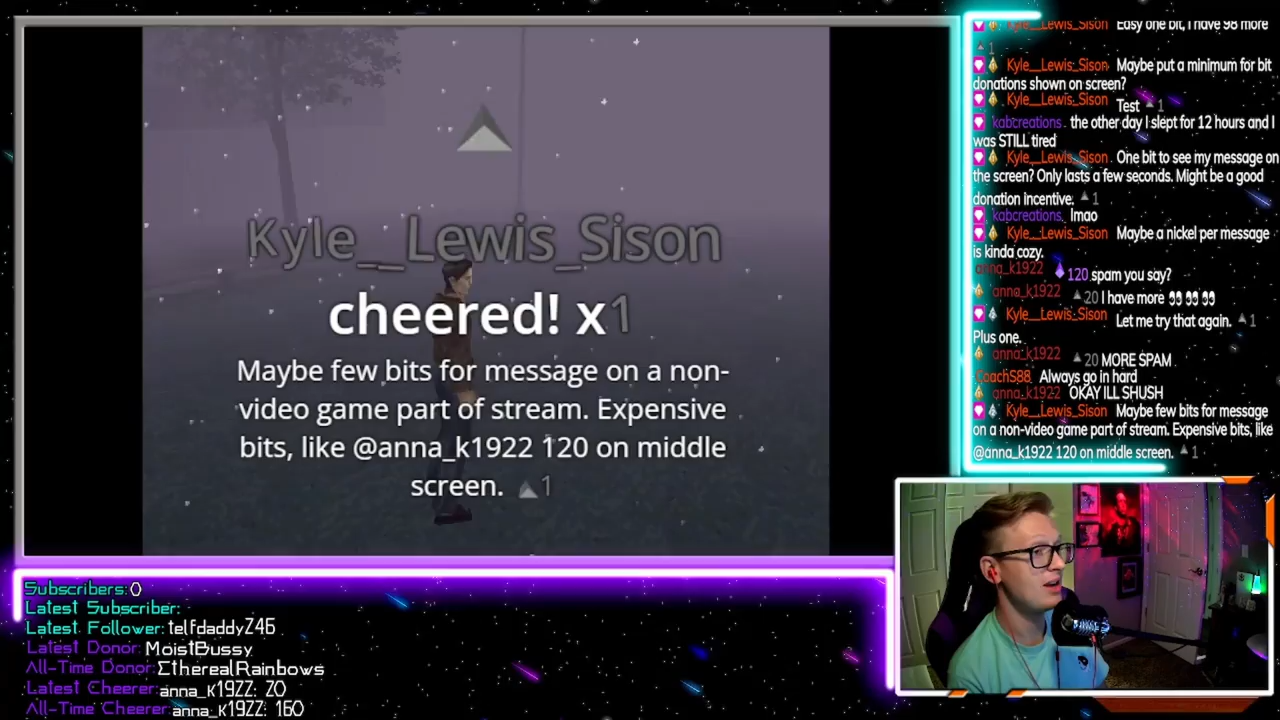 Kyle__Lewis_Sison
cheered! x1
Maybe few bits for message on a non-
video game part of stream. Expensive
bits, like @anna_k1922 120 on middle
screen. 1
Kyle__Lewis_Sison Easy one bit, I have 98 more
1
Kyle__Lewis_Sison Maybe put a minimum for bit
donations shown on screen?
Kyle__Lewis_Sison Test 1
kabcreations the other day I slept for 12 hours and I
was STILL tired
Kyle__Lewis_Sison One bit to see my message on
the screen? Only lasts a few seconds. Might be a good
donation incentive. 1
kabcreations lmao
Kyle__Lewis_Sison Maybe a nickel per message
is kinda cozy.
anna_k1922 120 spam you say?
anna_k1922 20 I have more 👀 👀 👀
Kyle__Lewis_Sison Let me try that again. 1
Plus one.
anna_k1922 20 MORE SPAM
CoachS88 Always go in hard
anna_k1922 OKAY ILL SHUSH
Kyle__Lewis_Sison Maybe few bits for message
on a non-video game part of stream. Expensive bits, like
@anna_k1922 120 on middle screen. 1
Subscribers: 0
Latest Subscriber:
Latest Follower: telfdaddy246
Latest Donor: MoistBussy
All-Time Donor: EtherealRainbows
Latest Cheerer: anna_k1922: 20
All-Time Cheerer: anna_k1922: 160